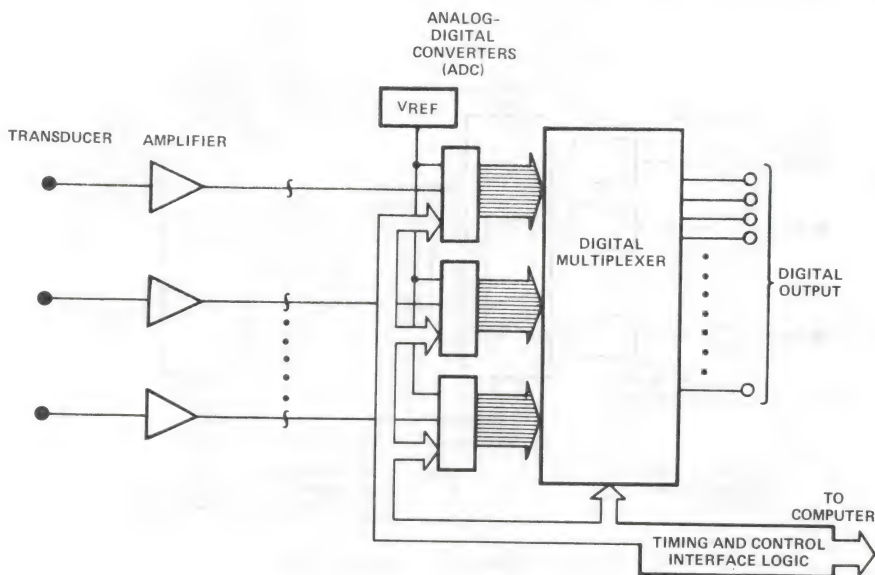 ANALOG-
DIGITAL
CONVERTERS
(ADC)
VREF
TRANSDUCER
AMPLIFIER
DIGITAL
MULTIPLEXER
DIGITAL
OUTPUT
TO
COMPUTER
TIMING AND CONTROL
INTERFACE LOGIC